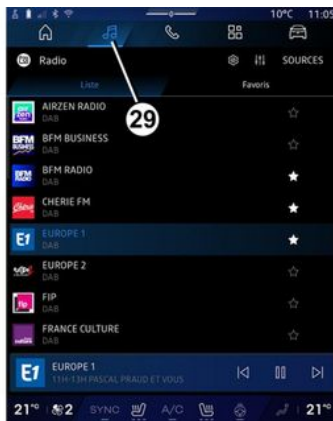 10°C 11:05
Radio SOURCES
Liste Favoris
29
AIRZEN RADIO
DAB
BFM BUSINESS
DAB
BFM RADIO
DAB
CHERIE FM
DAB
E1 EUROPE 1
DAB
EUROPE 2
DAB
fip FIP
DAB
FRANCE CULTURE
DAB
E1 EUROPE 1
11H-13H PASCAL PRAUD ET VOUS
21° 2 SYNC A/C 21°